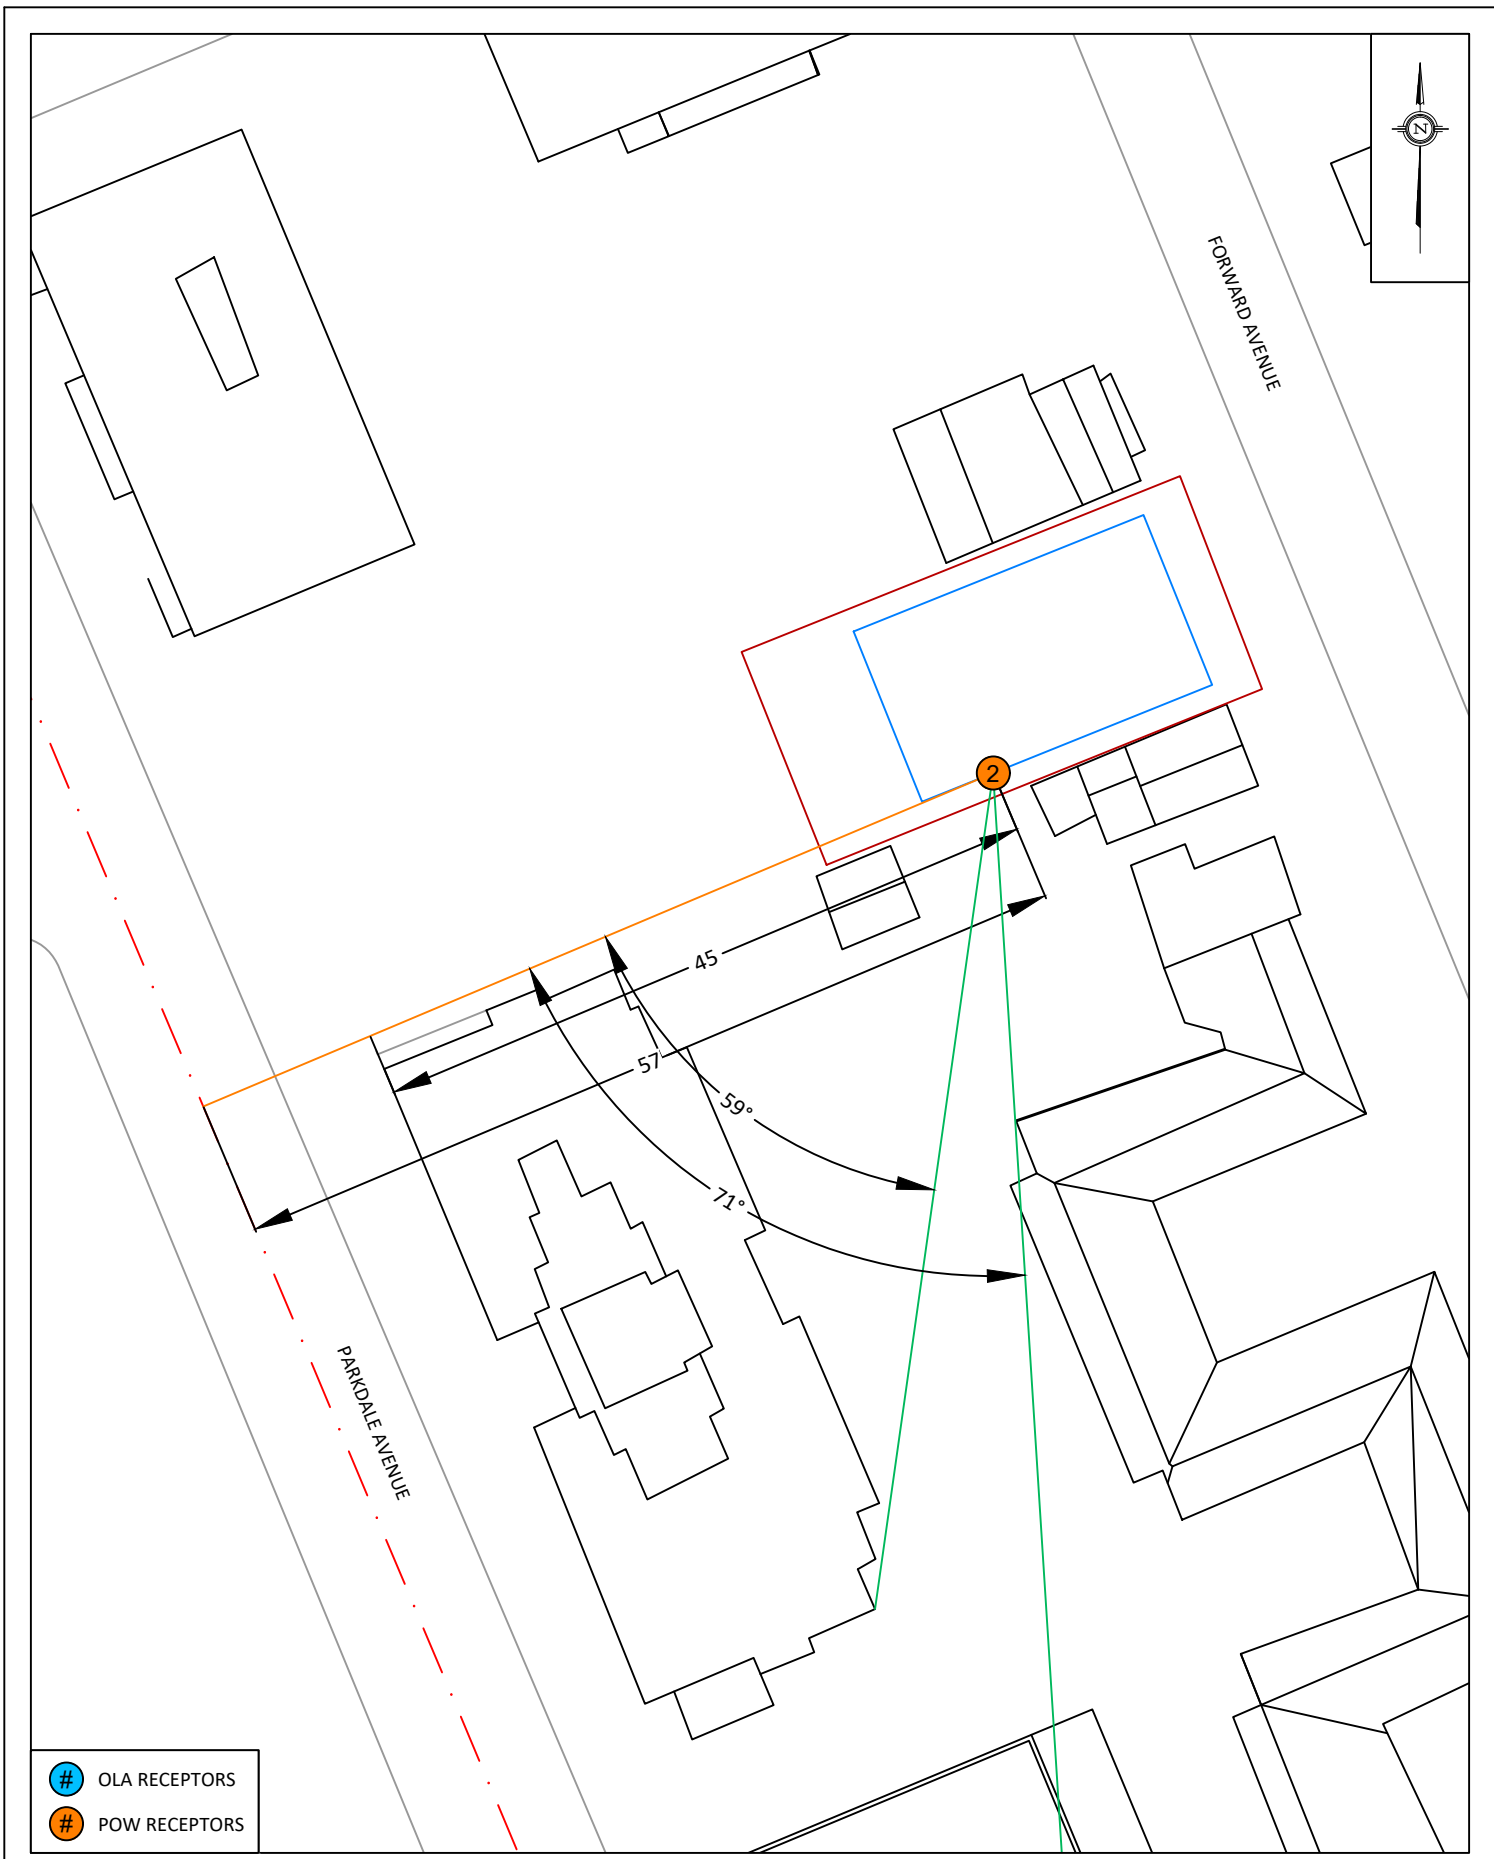 N
FORWARD AVENUE
2
45
57
59°
71°
PARKDALE AVENUE
# OLA RECEPTORS
# POW RECEPTORS